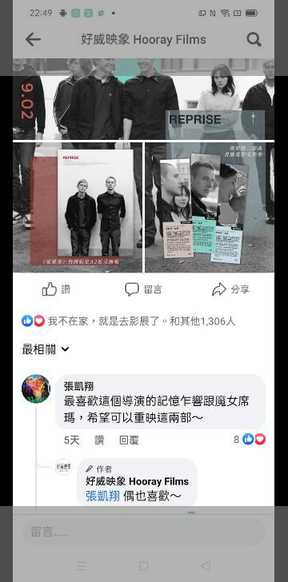 22:49
好威映象 Hooray Films
9.02
REPRISE
REPRISE
讚
留言
分享
我不在家，就是去影展了。和其他1,306人
最相關
張凱翔
最喜歡這個導演的記憶乍響跟魔女席
瑪，希望可以重映這兩部～
5天 讚 回覆 8
作者
好威映象 Hooray Films
張凱翔 偶也喜歡～
留言……